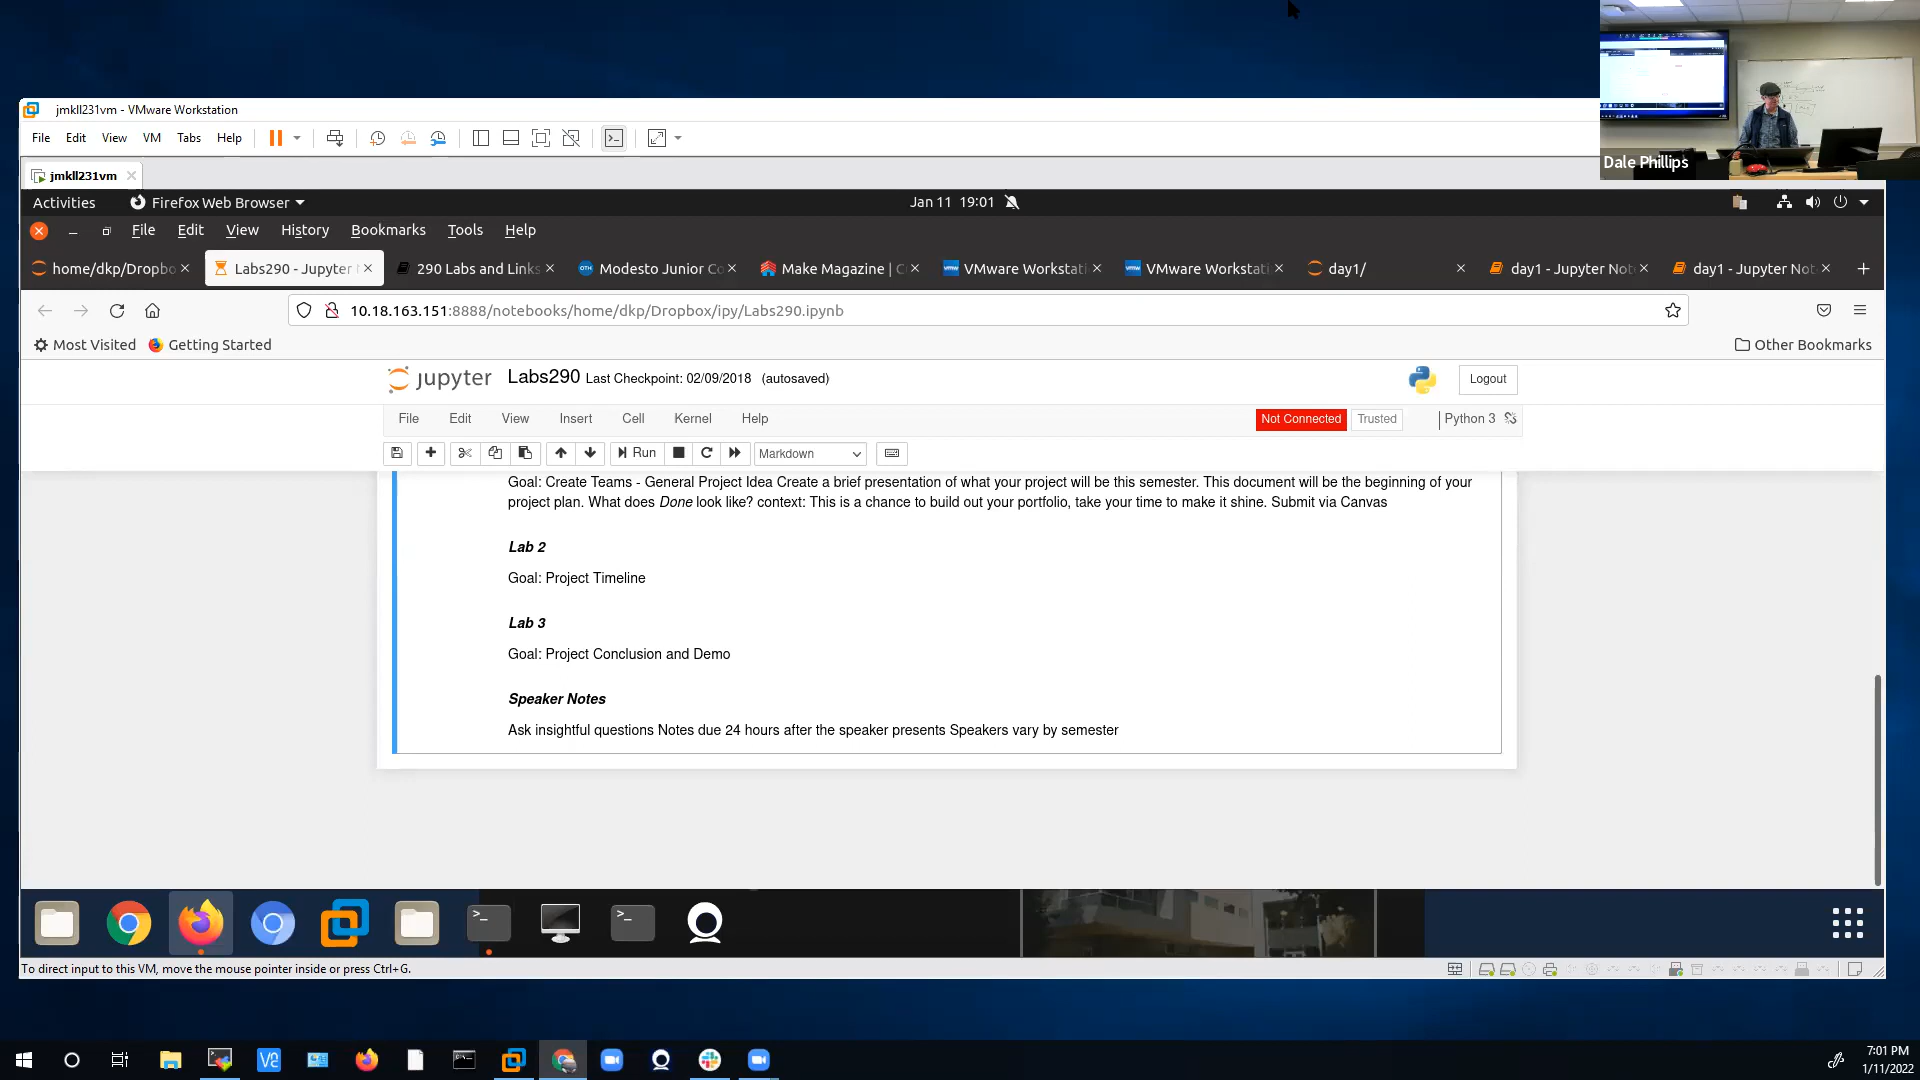 Dale Phillips
jmkll231vm - VMware Workstation
File Edit View VM Tabs Help
jmkll231vm
Activities Firefox Web Browser Jan 11 19:01
File Edit View History Bookmarks Tools Help
home/dkp/Dropbo Labs290 - Jupyter 290 Labs and Links Modesto Junior Co Make Magazine | C VMware Workstati VMware Workstati day1/ day1 - Jupyter Not day1 - Jupyter Not
10.18.163.151:8888/notebooks/home/dkp/Dropbox/ipy/Labs290.ipynb
Most Visited Getting Started Other Bookmarks
jupyter Labs290 Last Checkpoint: 02/09/2018 (autosaved) Logout
File Edit View Insert Cell Kernel Help Not Connected Trusted Python 3
Run Markdown
Goal: Create Teams - General Project Idea Create a brief presentation of what your project will be this semester. This document will be the beginning of your
project plan. What does Done look like? context: This is a chance to build out your portfolio, take your time to make it shine. Submit via Canvas
Lab 2
Goal: Project Timeline
Lab 3
Goal: Project Conclusion and Demo
Speaker Notes
Ask insightful questions Notes due 24 hours after the speaker presents Speakers vary by semester
To direct input to this VM, move the mouse pointer inside or press Ctrl+G.
7:01 PM
1/11/2022